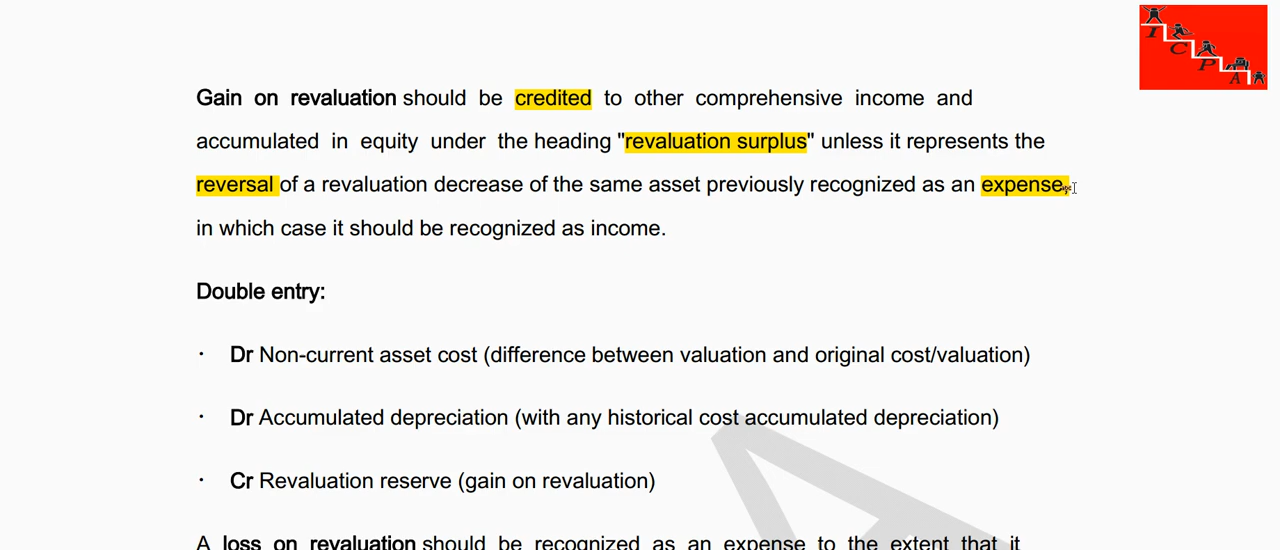 I
C
P
A
Gain on revaluation should be credited to other comprehensive income and
accumulated in equity under the heading "revaluation surplus" unless it represents the
reversal of a revaluation decrease of the same asset previously recognized as an expense,
in which case it should be recognized as income.
Double entry:
· Dr Non-current asset cost (difference between valuation and original cost/valuation)
· Dr Accumulated depreciation (with any historical cost accumulated depreciation)
· Cr Revaluation reserve (gain on revaluation)
A loss on revaluation should be recognized as an expense to the extent that it